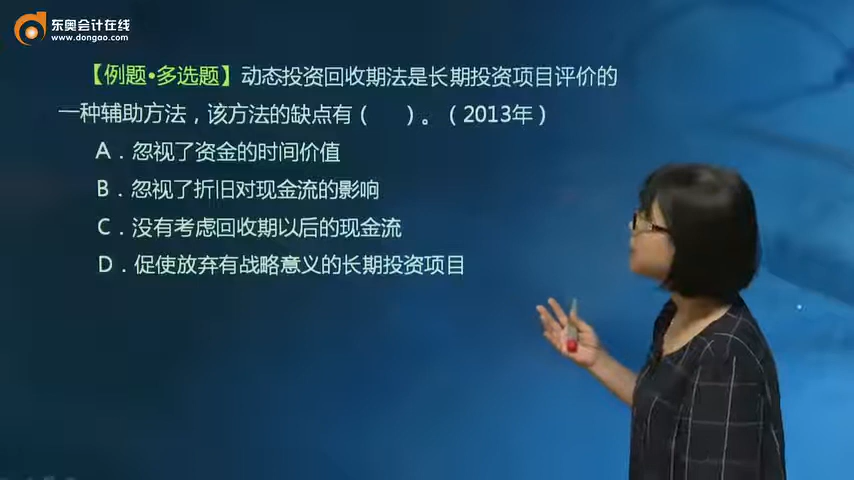 东奥会计在线
www.dongao.com
【例题•多选题】动态投资回收期法是长期投资项目评价的
一种辅助方法，该方法的缺点有（　　）。（2013年）
A．忽视了资金的时间价值
B．忽视了折旧对现金流的影响
C．没有考虑回收期以后的现金流
D．促使放弃有战略意义的长期投资项目